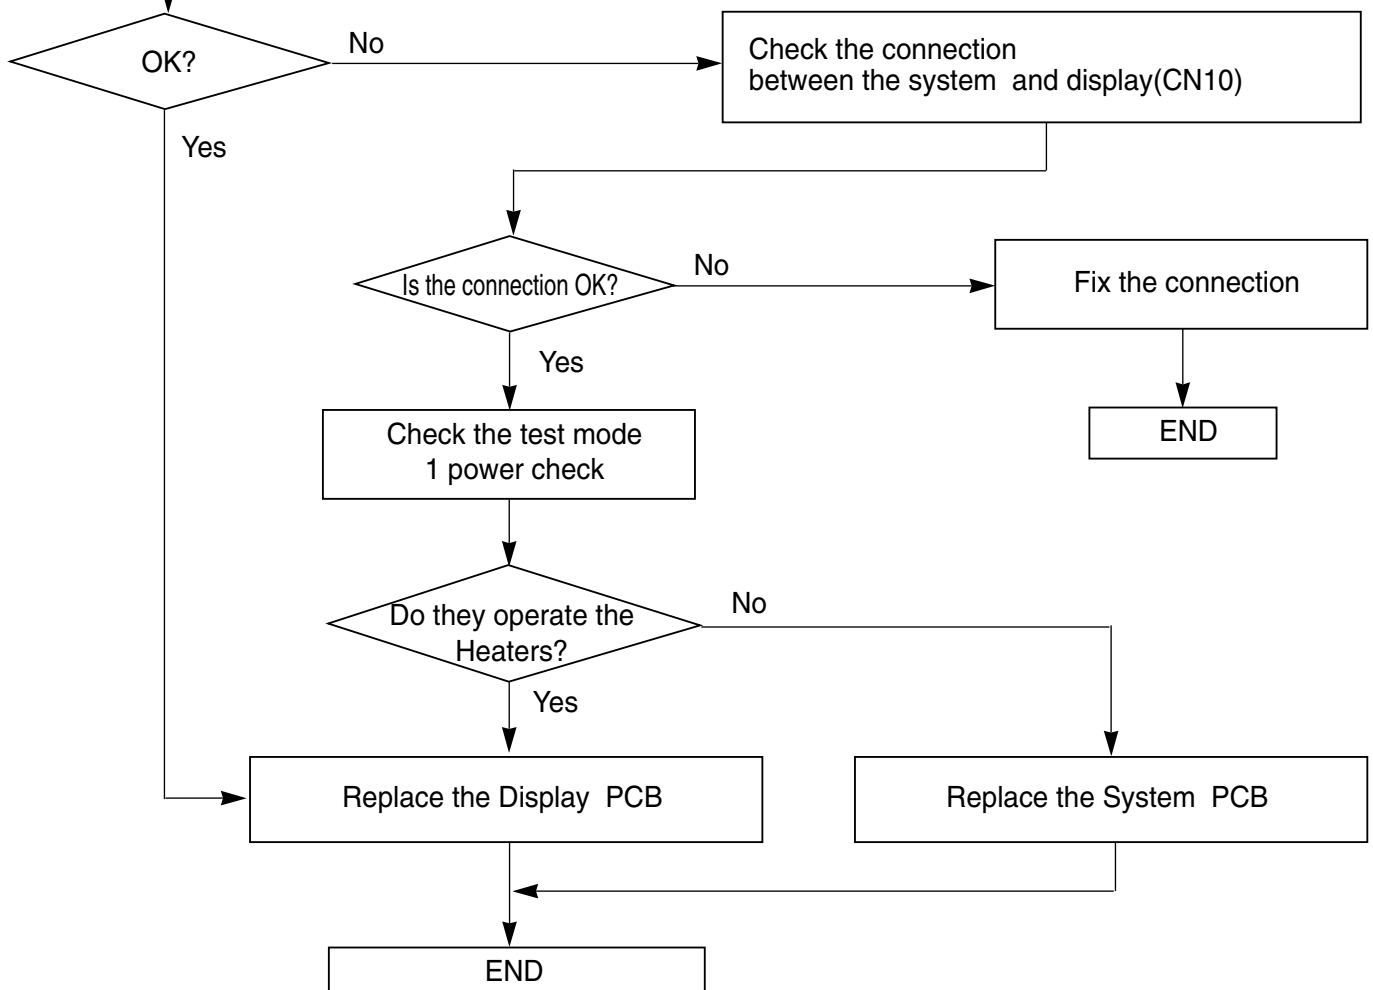 OK?
No
Check the connection
between the system and display(CN10)
Yes
Is the connection OK?
No
Fix the connection
Yes
END
Check the test mode
1 power check
Do they operate the
Heaters?
No
Yes
Replace the Display PCB
Replace the System PCB
END